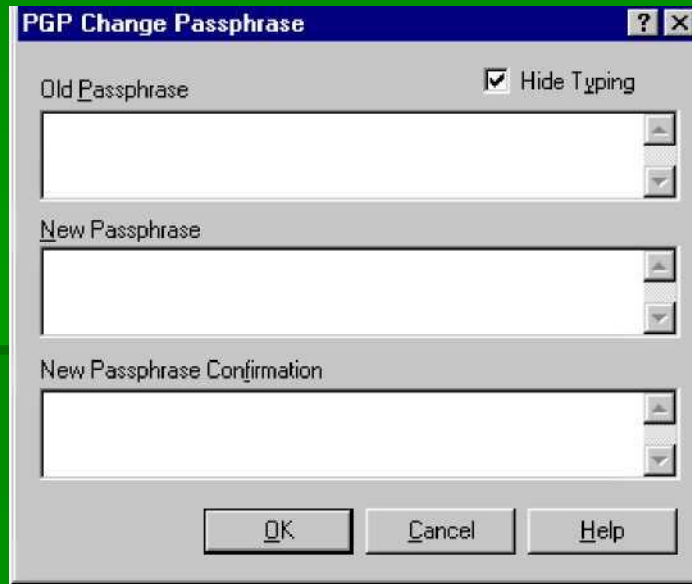 PGP Change Passphrase
Old Passphrase Hide Typing
New Passphrase
New Passphrase Confirmation
OK Cancel Help